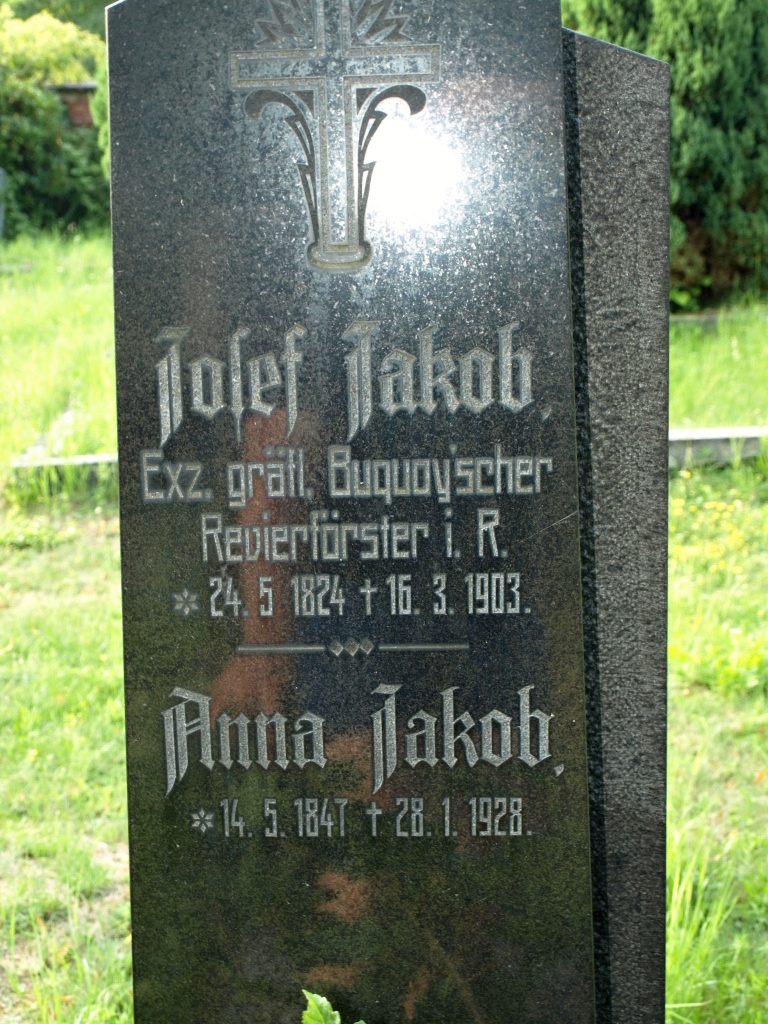 Josef Jakob,
Exz. gräfl. Buquoy'scher
Revierförster i. R.
* 24. 5 1824 † 16. 3. 1903.
Anna Jakob,
* 14. 5. 1847 † 28. 1. 1928.